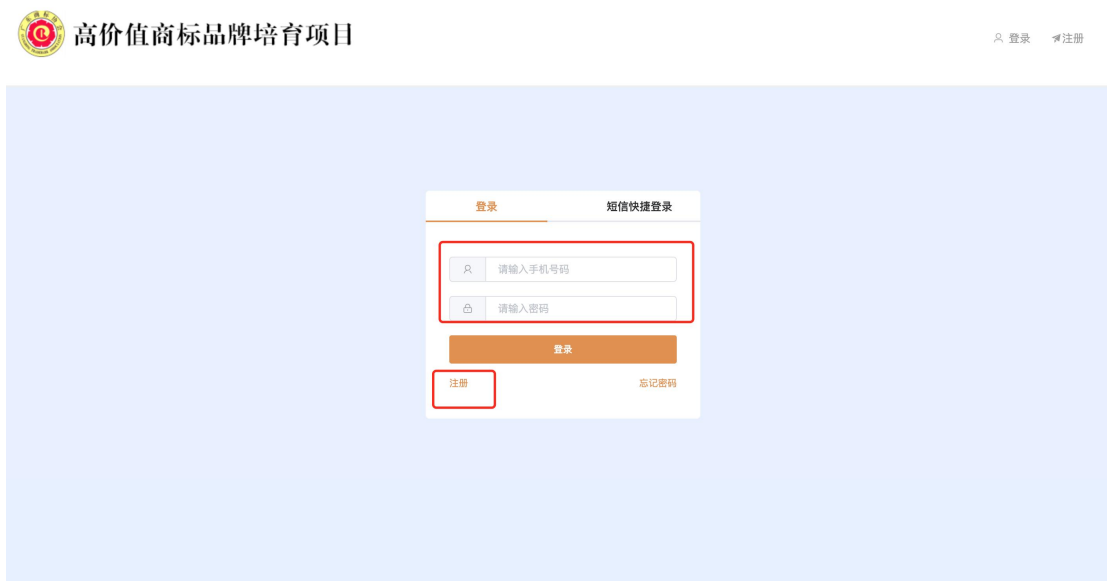 高价值商标品牌培育项目
登录 注册
登录 短信快捷登录
请输入手机号码
请输入密码
登录
注册 忘记密码